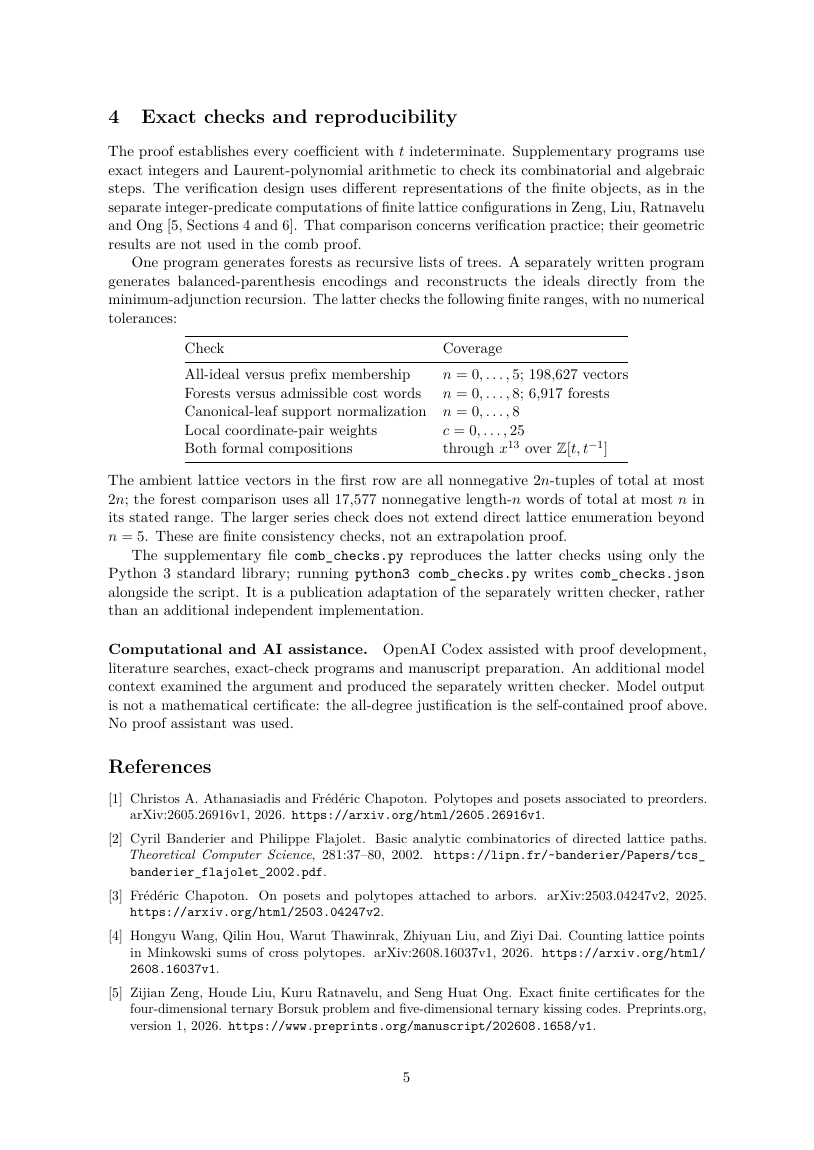 4 Exact checks and reproducibility
The proof establishes every coefficient with t indeterminate. Supplementary programs use
exact integers and Laurent-polynomial arithmetic to check its combinatorial and algebraic
steps. The verification design uses different representations of the finite objects, as in the
separate integer-predicate computations of finite lattice configurations in Zeng, Liu, Ratnavelu
and Ong [5, Sections 4 and 6]. That comparison concerns verification practice; their geometric
results are not used in the comb proof.
One program generates forests as recursive lists of trees. A separately written program
generates balanced-parenthesis encodings and reconstructs the ideals directly from the
minimum-adjunction recursion. The latter checks the following finite ranges, with no numerical
tolerances:
Check Coverage
All-ideal versus prefix membership n = 0, . . . , 5; 198,627 vectors
Forests versus admissible cost words n = 0, . . . , 8; 6,917 forests
Canonical-leaf support normalization n = 0, . . . , 8
Local coordinate-pair weights c = 0, . . . , 25
Both formal compositions through x¹³ over ℤ[t, t⁻¹]
The ambient lattice vectors in the first row are all nonnegative 2n-tuples of total at most
2n; the forest comparison uses all 17,577 nonnegative length-n words of total at most n in
its stated range. The larger series check does not extend direct lattice enumeration beyond
n = 5. These are finite consistency checks, not an extrapolation proof.
The supplementary file comb_checks.py reproduces the latter checks using only the
Python 3 standard library; running python3 comb_checks.py writes comb_checks.json
alongside the script. It is a publication adaptation of the separately written checker, rather
than an additional independent implementation.
Computational and AI assistance. OpenAI Codex assisted with proof development,
literature searches, exact-check programs and manuscript preparation. An additional model
context examined the argument and produced the separately written checker. Model output
is not a mathematical certificate: the all-degree justification is the self-contained proof above.
No proof assistant was used.
References
[1] Christos A. Athanasiadis and Frédéric Chapoton. Polytopes and posets associated to preorders.
arXiv:2605.26916v1, 2026. https://arxiv.org/html/2605.26916v1.
[2] Cyril Banderier and Philippe Flajolet. Basic analytic combinatorics of directed lattice paths.
Theoretical Computer Science, 281:37–80, 2002. https://lipn.fr/~banderier/Papers/tcs_
banderier_flajolet_2002.pdf.
[3] Frédéric Chapoton. On posets and polytopes attached to arbors. arXiv:2503.04247v2, 2025.
https://arxiv.org/html/2503.04247v2.
[4] Hongyu Wang, Qilin Hou, Warut Thawinrak, Zhiyuan Liu, and Ziyi Dai. Counting lattice points
in Minkowski sums of cross polytopes. arXiv:2608.16037v1, 2026. https://arxiv.org/html/
2608.16037v1.
[5] Zijian Zeng, Houde Liu, Kuru Ratnavelu, and Seng Huat Ong. Exact finite certificates for the
four-dimensional ternary Borsuk problem and five-dimensional ternary kissing codes. Preprints.org,
version 1, 2026. https://www.preprints.org/manuscript/202608.1658/v1.
5